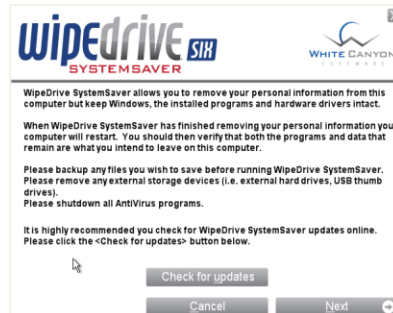 wipedrive SIX
SYSTEMSAVER
WHITE CANYON
SOFTWARE
WipeDrive SystemSaver allows you to remove your personal information from this
computer but keep Windows, the installed programs and hardware drivers intact.
When WipeDrive SystemSaver has finished removing your personal information you
computer will restart. You should then verify that both the programs and data that
remain are what you intend to leave on this computer.
Please backup any files you wish to save before running WipeDrive SystemSaver.
Please remove any external storage devices (i.e. external hard drives, USB thumb
drives).
Please shutdown all AntiVirus programs.
It is highly recommended you check for WipeDrive SystemSaver updates online.
Please click the <Check for updates> button below.
Check for updates
Cancel
Next